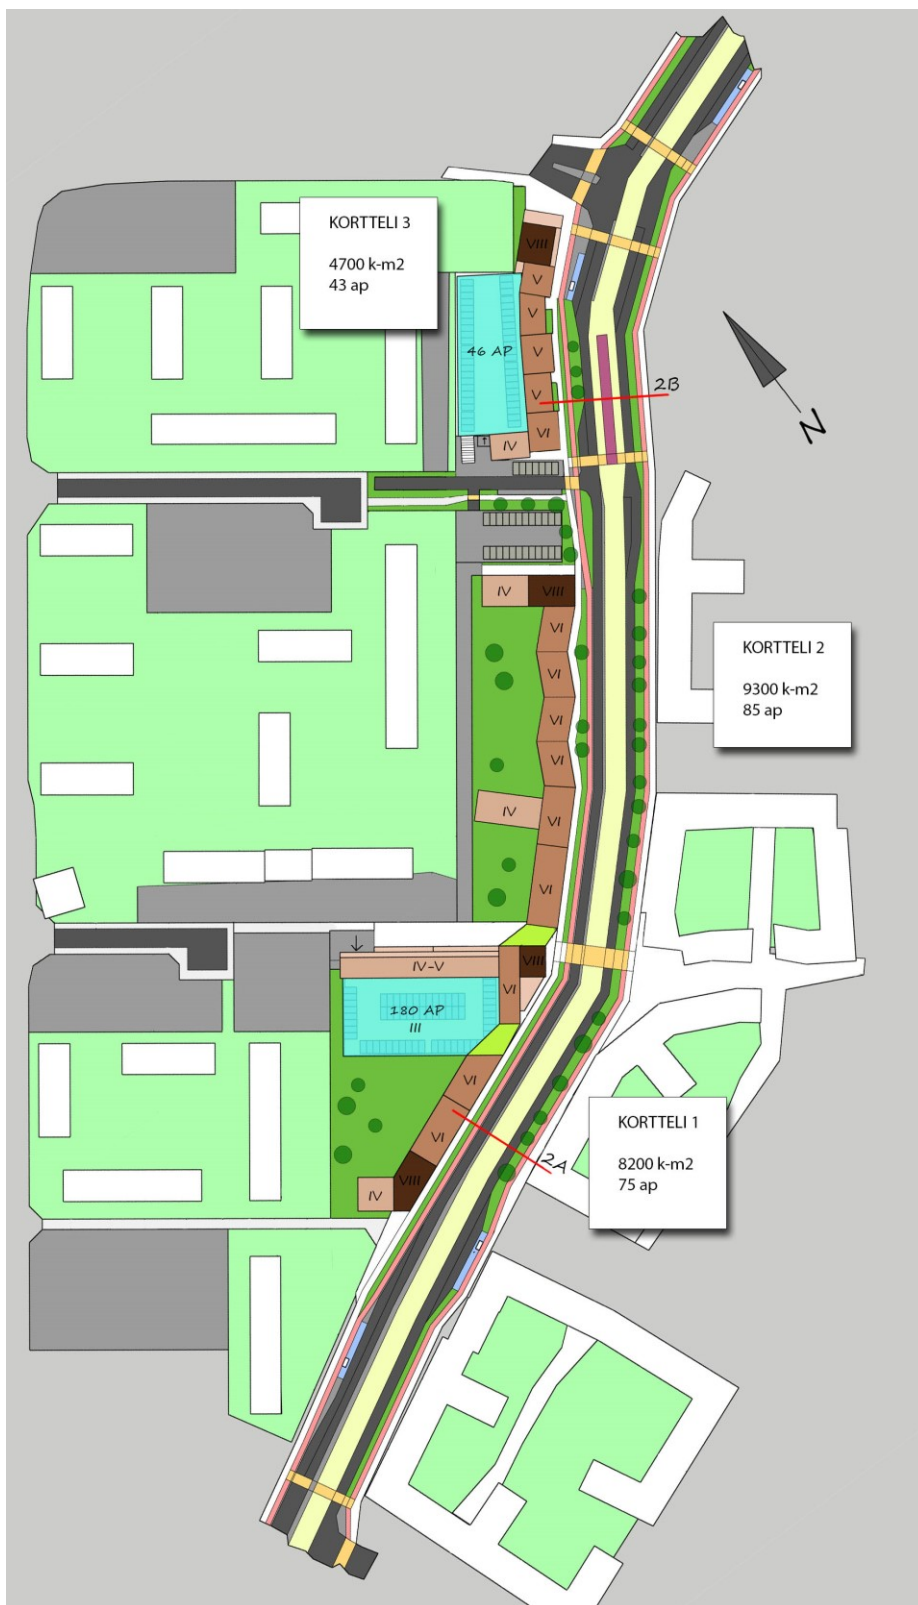 KORTTELI 3
4700 k-m2
43 ap
VIII
V
V
V
46 AP
V
2B
VI
IV
N
IV
VIII
VI
VI
VI
VI
VI
IV
VI
KORTTELI 2
9300 k-m2
85 ap
IV-V
VIII
VI
180 AP
III
VI
VI
2A
IV
VIII
KORTTELI 1
8200 k-m2
75 ap